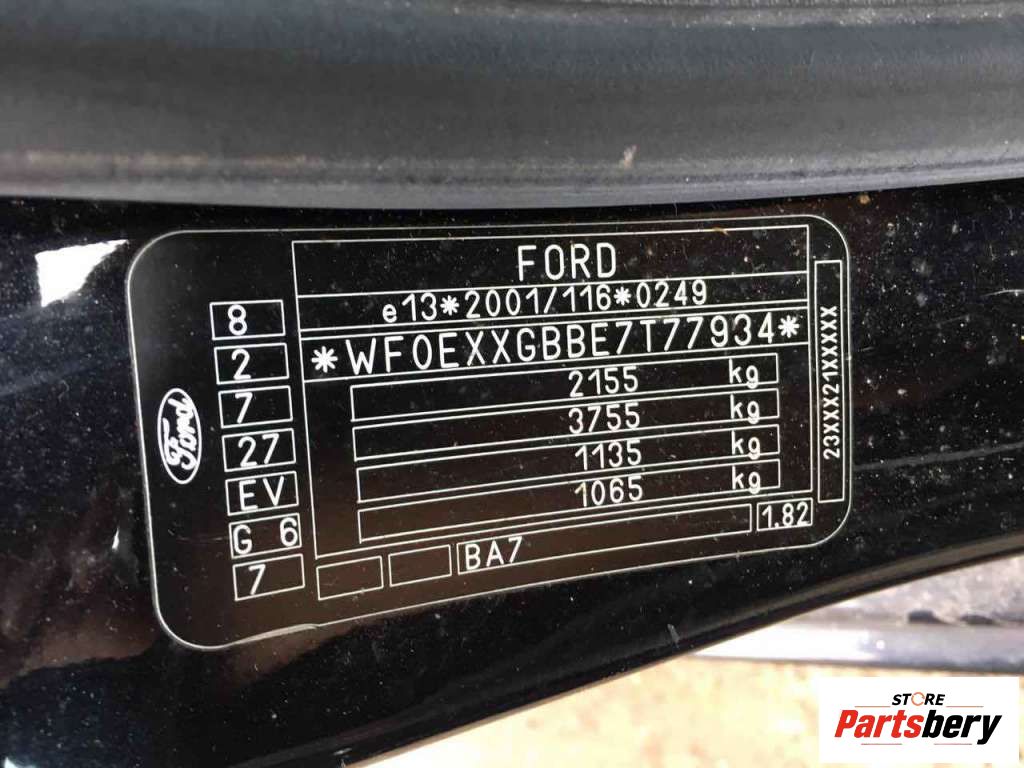 FORD
e13*2001/116*0249
*WF0EXXGBBE7T77934*
2155 kg
3755 kg
1135 kg
1065 kg
1.82
BA7
8
2
7
27
EV
G 6
7
Ford
23XXX21XXXXX
STORE
Partsbery